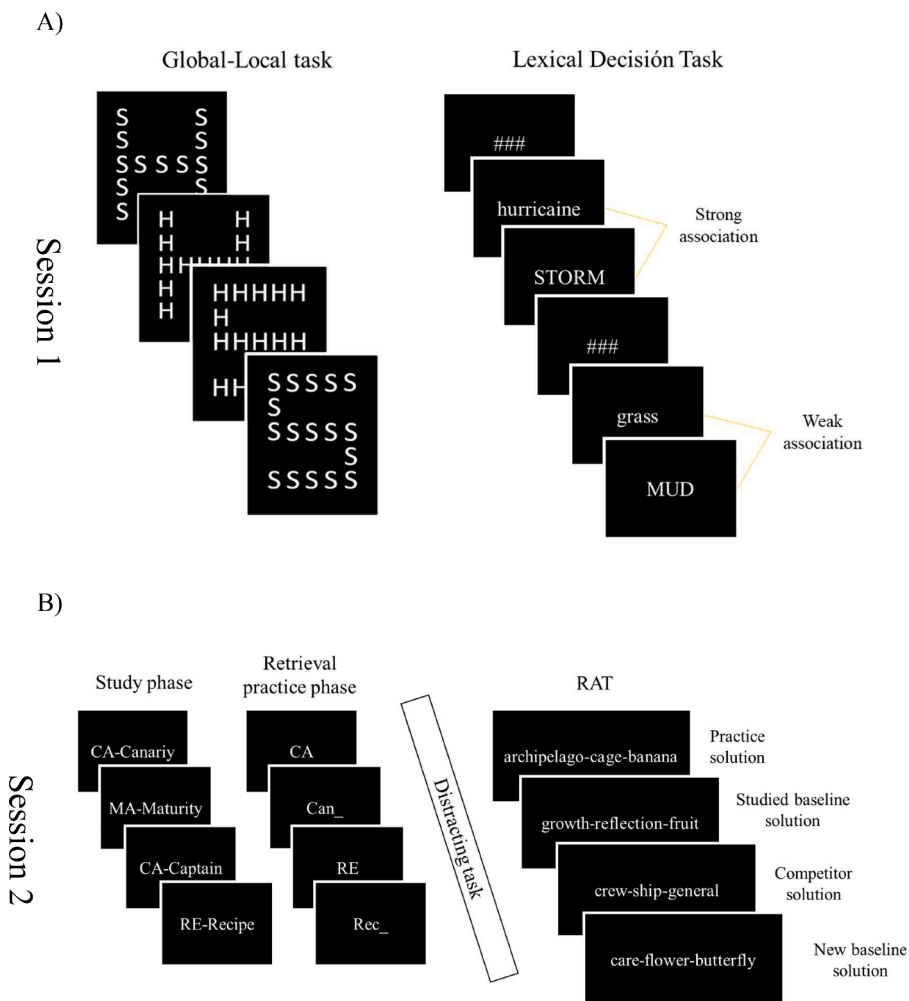 A)
Global-Local task
Lexical Decisión Task
Session 1
S S
S S
S S S S S
S S
S
H H
H H
H H H H H
H
H
H H H H H
H
H H H H H
H H
S S S S S
S
S S S S S
S
S S S S S
###
hurricaine
STORM
###
grass
MUD
Strong
association
Weak
association
B)
Session 2
Study phase
CA-Canariy
MA-Maturity
CA-Captain
RE-Recipe
Retrieval
practice phase
CA
Can_
RE
Rec_
Distracting task
RAT
archipelago-cage-banana
growth-reflection-fruit
crew-ship-general
care-flower-butterfly
Practice
solution
Studied baseline
solution
Competitor
solution
New baseline
solution